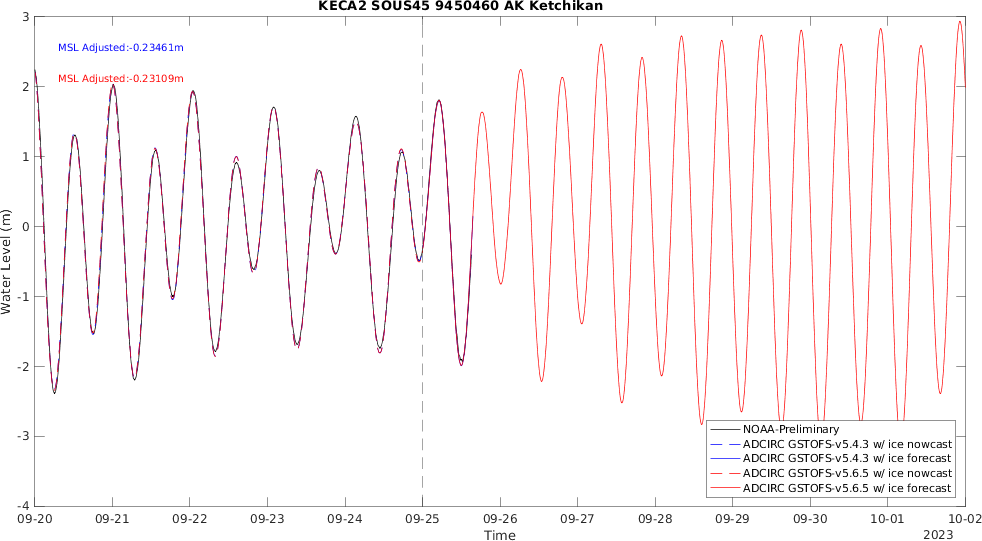 KECA2 SOUS45 9450460 AK Ketchikan
MSL Adjusted:-0.23461m
MSL Adjusted:-0.23109m
3
2
1
0
-1
-2
-3
-4
Water Level (m)
NOAA-Preliminary
ADCIRC GSTOFS-v5.4.3 w/ ice nowcast
ADCIRC GSTOFS-v5.4.3 w/ ice forecast
ADCIRC GSTOFS-v5.6.5 w/ ice nowcast
ADCIRC GSTOFS-v5.6.5 w/ ice forecast
09-20 09-21 09-22 09-23 09-24 09-25 09-26 09-27 09-28 09-29 09-30 10-01 10-02
Time 2023